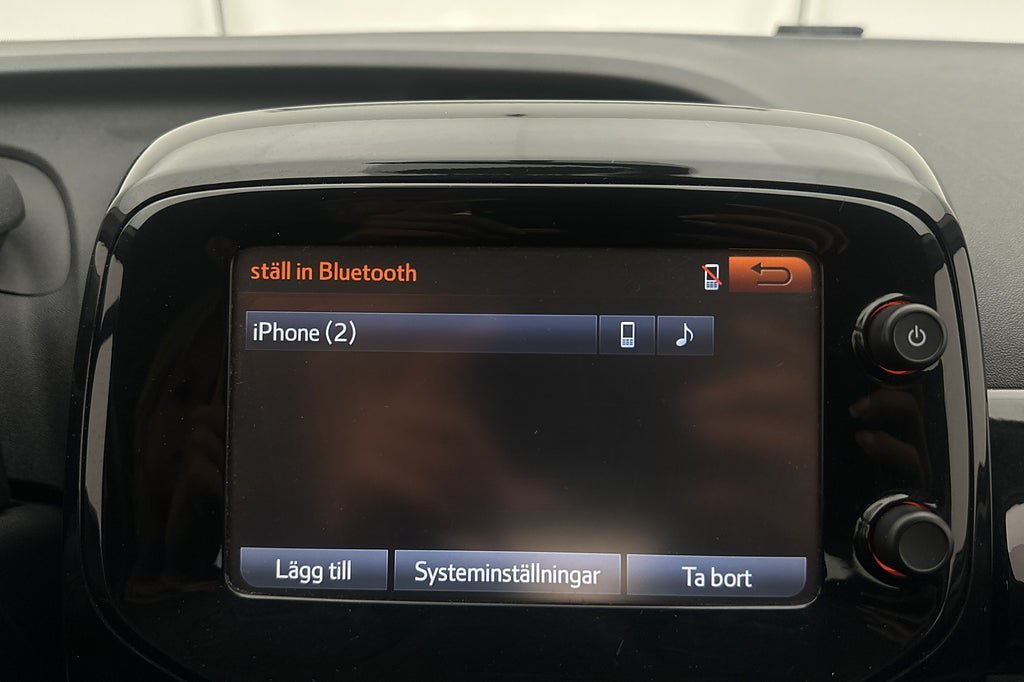 ställ in Bluetooth
iPhone (2)
Lägg till
Systeminställningar
Ta bort